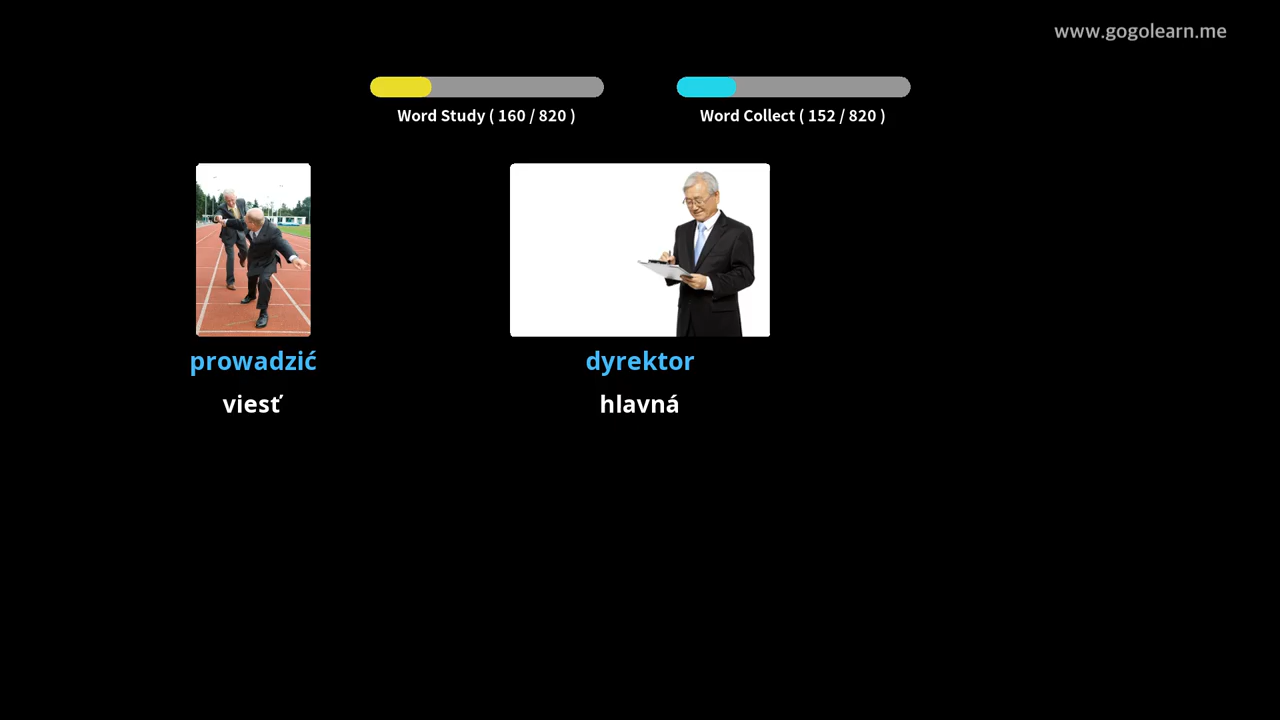 www.gogolearn.me
Word Study ( 160 / 820 )
Word Collect ( 152 / 820 )
prowadzić
dyrektor
viesť
hlavná